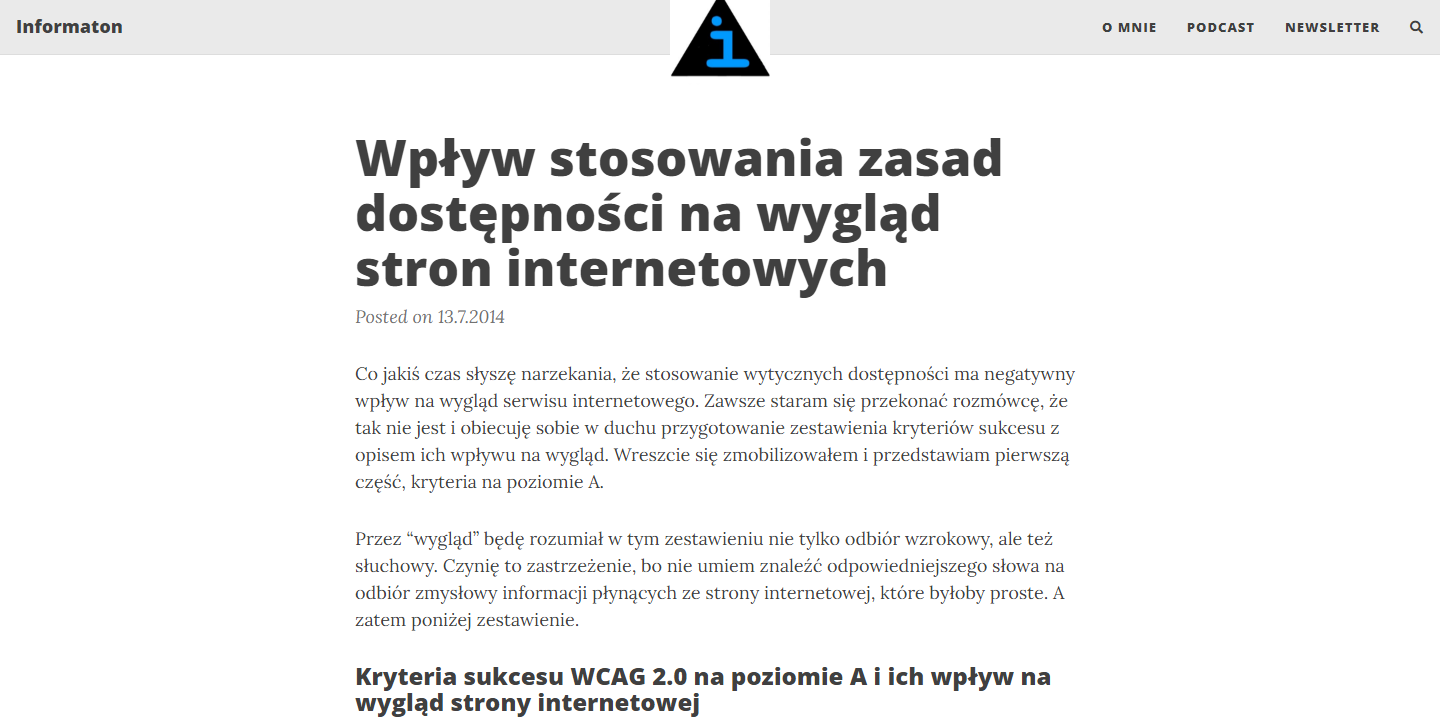 Informaton
i
O MNIE
PODCAST
NEWSLETTER
Wpływ stosowania zasad
dostępności na wygląd
stron internetowych
Posted on 13.7.2014
Co jakiś czas słyszę narzekania, że stosowanie wytycznych dostępności ma negatywny
wpływ na wygląd serwisu internetowego. Zawsze staram się przekonać rozmówcę, że
tak nie jest i obiecuję sobie w duchu przygotowanie zestawienia kryteriów sukcesu z
opisem ich wpływu na wygląd. Wreszcie się zmobilizowałem i przedstawiam pierwszą
część, kryteria na poziomie A.
Przez “wygląd” będę rozumiał w tym zestawieniu nie tylko odbiór wzrokowy, ale też
słuchowy. Czynię to zastrzeżenie, bo nie umiem znaleźć odpowiedniejszego słowa na
odbiór zmysłowy informacji płynących ze strony internetowej, które byłoby proste. A
zatem poniżej zestawienie.
Kryteria sukcesu WCAG 2.0 na poziomie A i ich wpływ na
wygląd strony internetowej